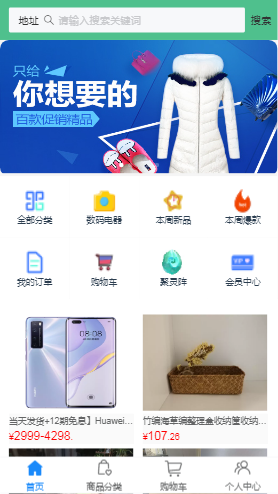 地址 请输入搜索关键词 搜索
只给
你想要的
百款促销精品
全部分类 数码电器 本周新品 本周爆款
我的订单 购物车 聚灵阵 会员中心
当天发货+12期免息】Huawei... 竹编海草编整理盒收纳筐收纳...
¥2999-4298. ¥107.26
首页 商品分类 购物车 个人中心